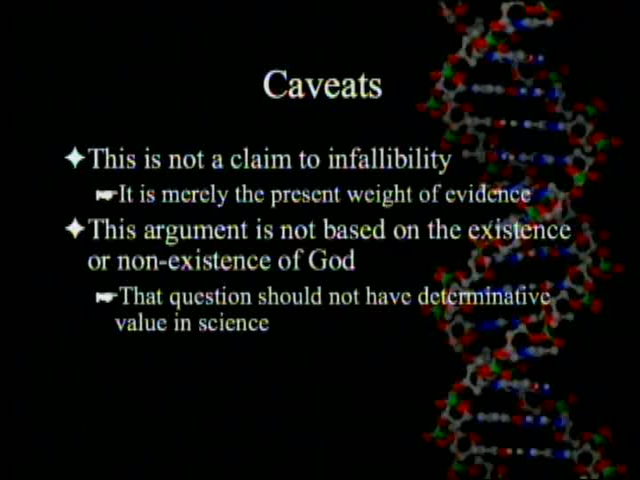 Caveats
This is not a claim to infallibility
It is merely the present weight of evidence
This argument is not based on the existence
or non-existence of God
That question should not have determinative
value in science